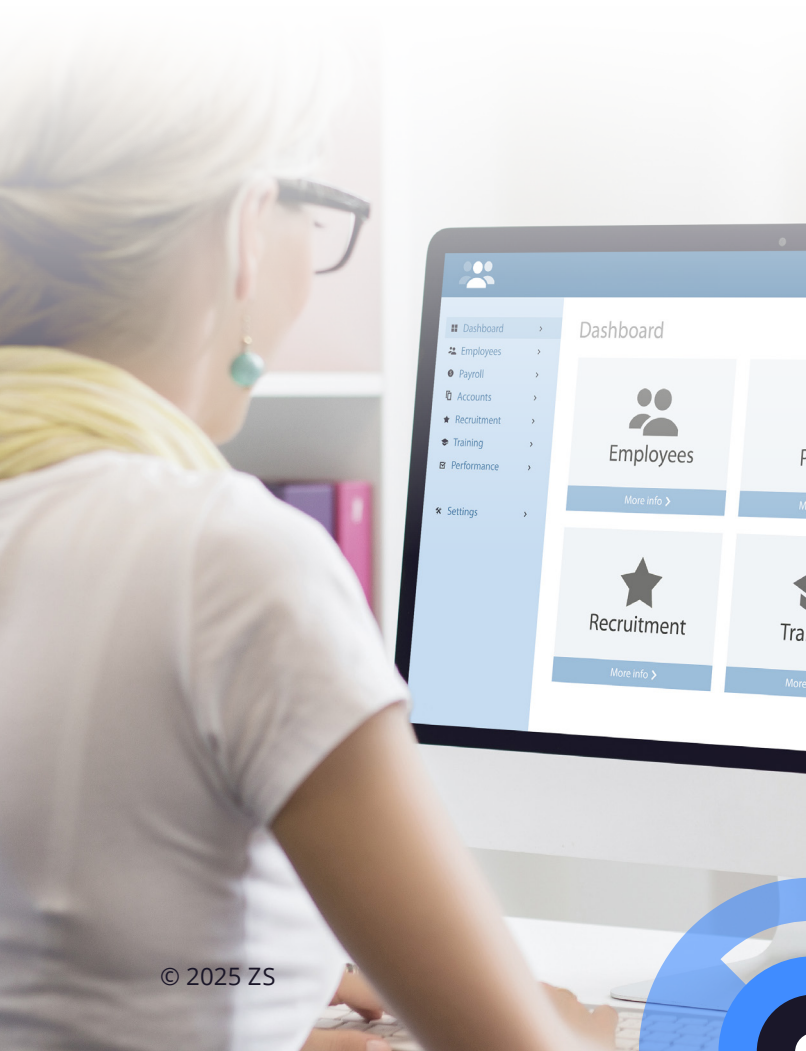 Dashboard
Employees
Payroll
Accounts
Recruitment
Training
Performance
Settings
Dashboard
Employees
More info
Recruitment
More info
© 2025 ZS